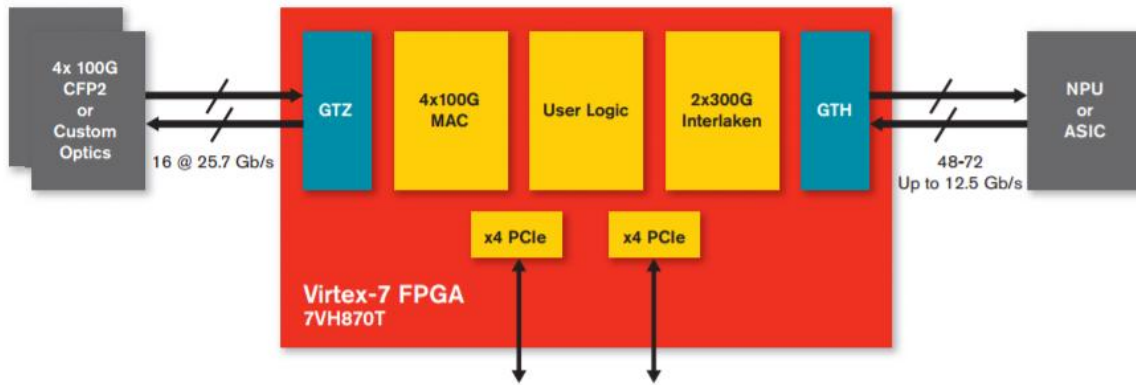 4x 100G
CFP2
or
Custom
Optics
16 @ 25.7 Gb/s
GTZ
4x100G
MAC
User Logic
2x300G
Interlaken
GTH
48-72
Up to 12.5 Gb/s
NPU
or
ASIC
x4 PCIe
x4 PCIe
Virtex-7 FPGA
7VH870T